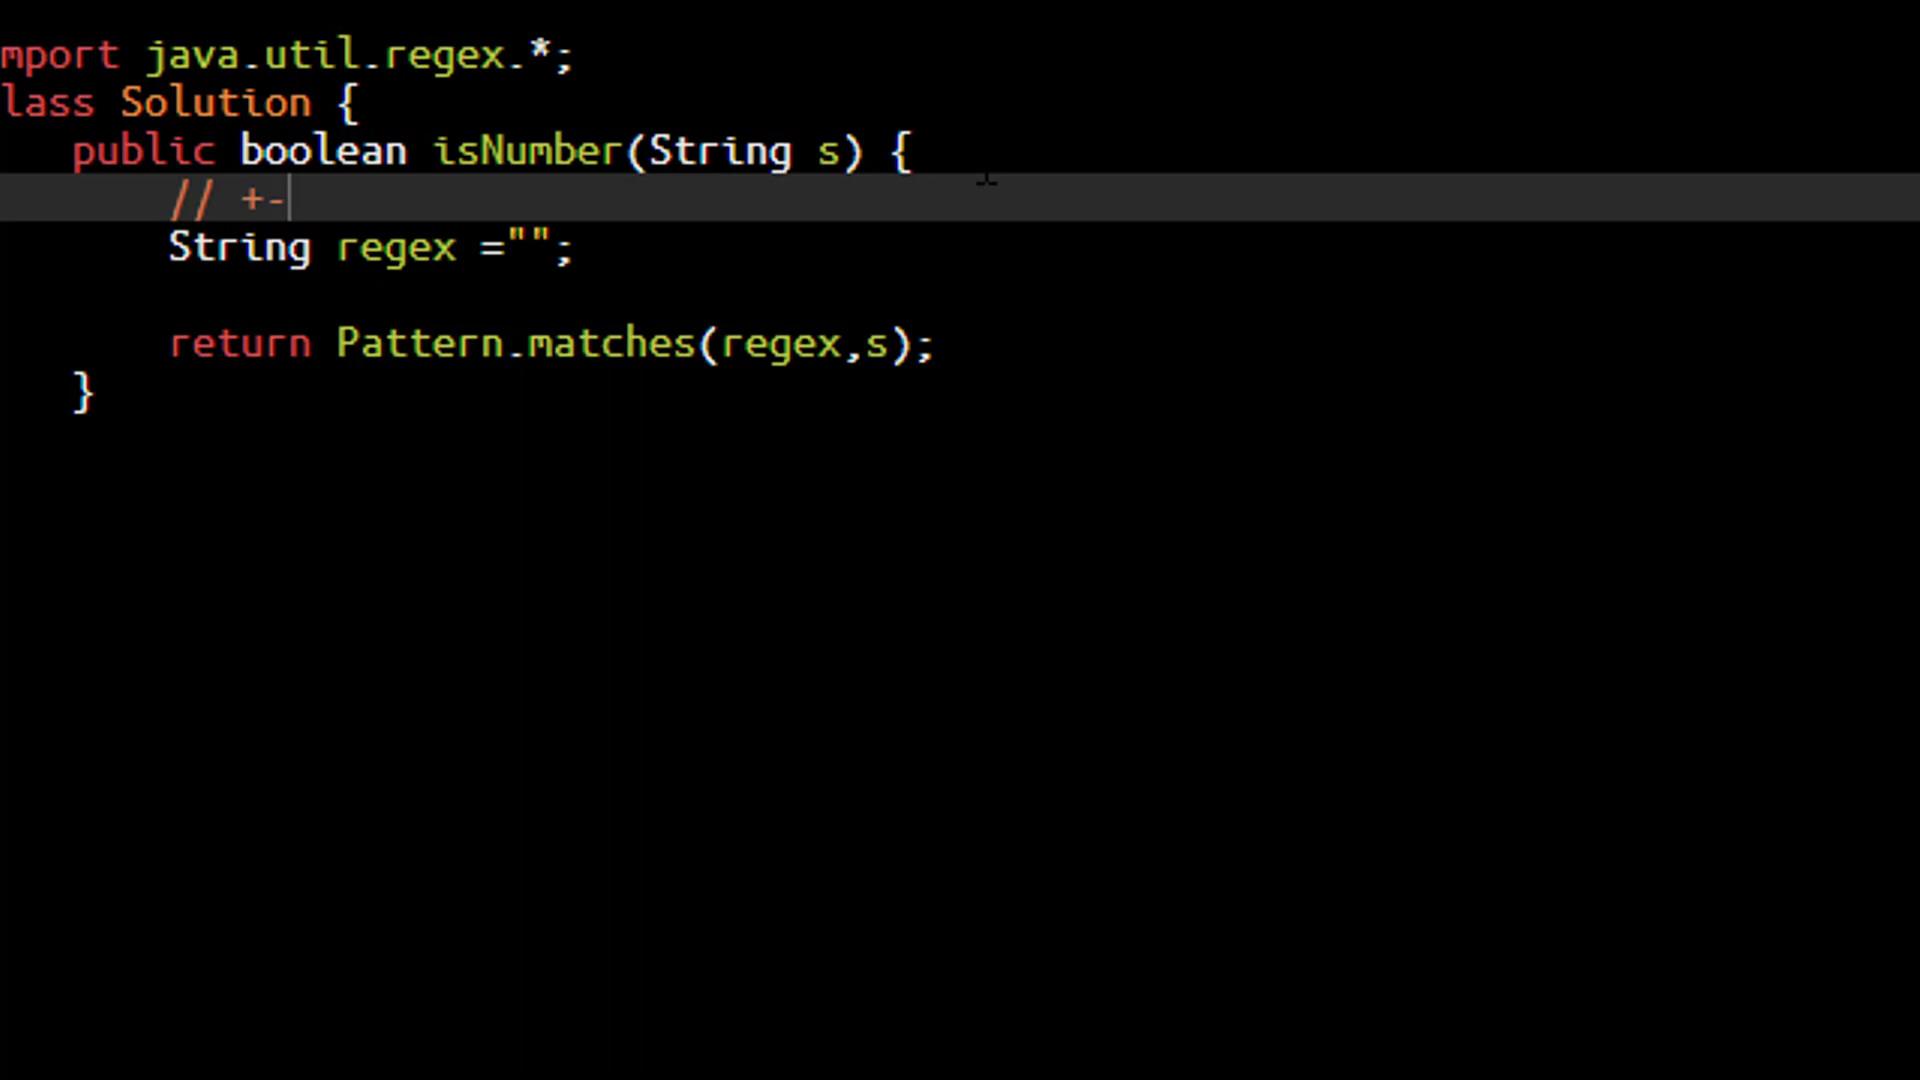 mport java.util.regex.*;
lass Solution {
public boolean isNumber(String s) {
// +-
String regex ="";
return Pattern.matches(regex,s);
}